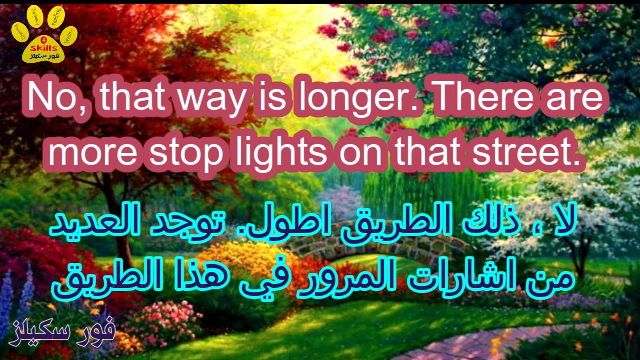 4
Skills
فور سكيلز
No, that way is longer. There are
more stop lights on that street.
لا ، ذلك الطريق اطول. توجد العديد
من اشارات المرور في هذا الطريق
فور سكيلز